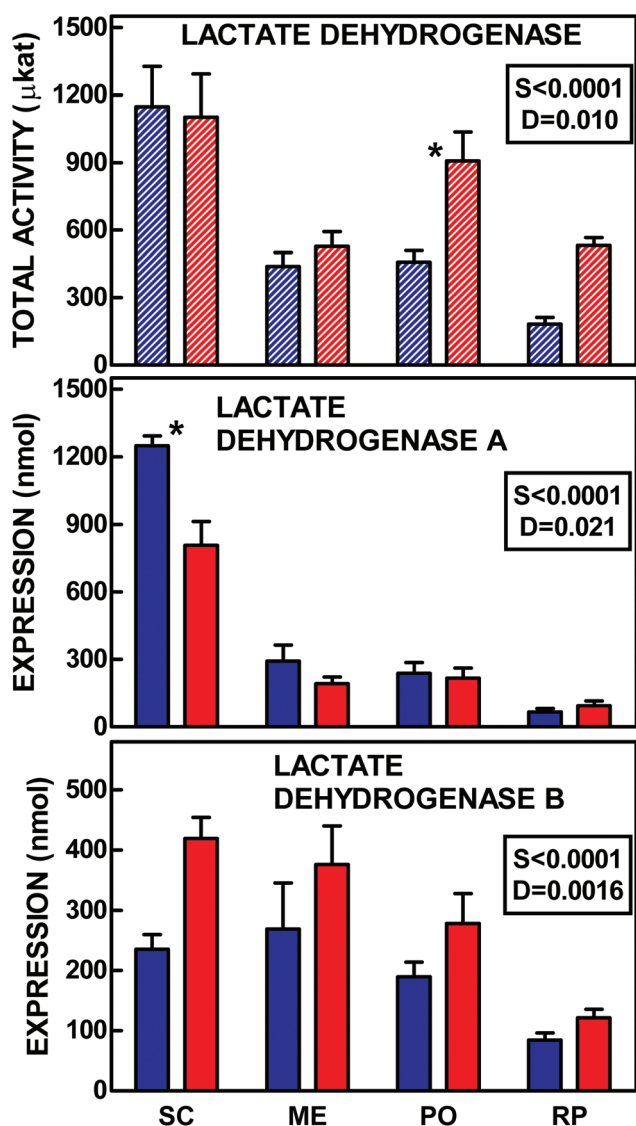 LACTATE DEHYDROGENASE
TOTAL ACTIVITY (μkat)
1500
1200
900
600
300
0
S<0.0001
D=0.010
*
LACTATE
DEHYDROGENASE A
EXPRESSION (nmol)
1500
1200
900
600
300
0
*
S<0.0001
D=0.021
LACTATE
DEHYDROGENASE B
EXPRESSION (nmol)
500
400
300
200
100
0
S<0.0001
D=0.0016
SC ME PO RP